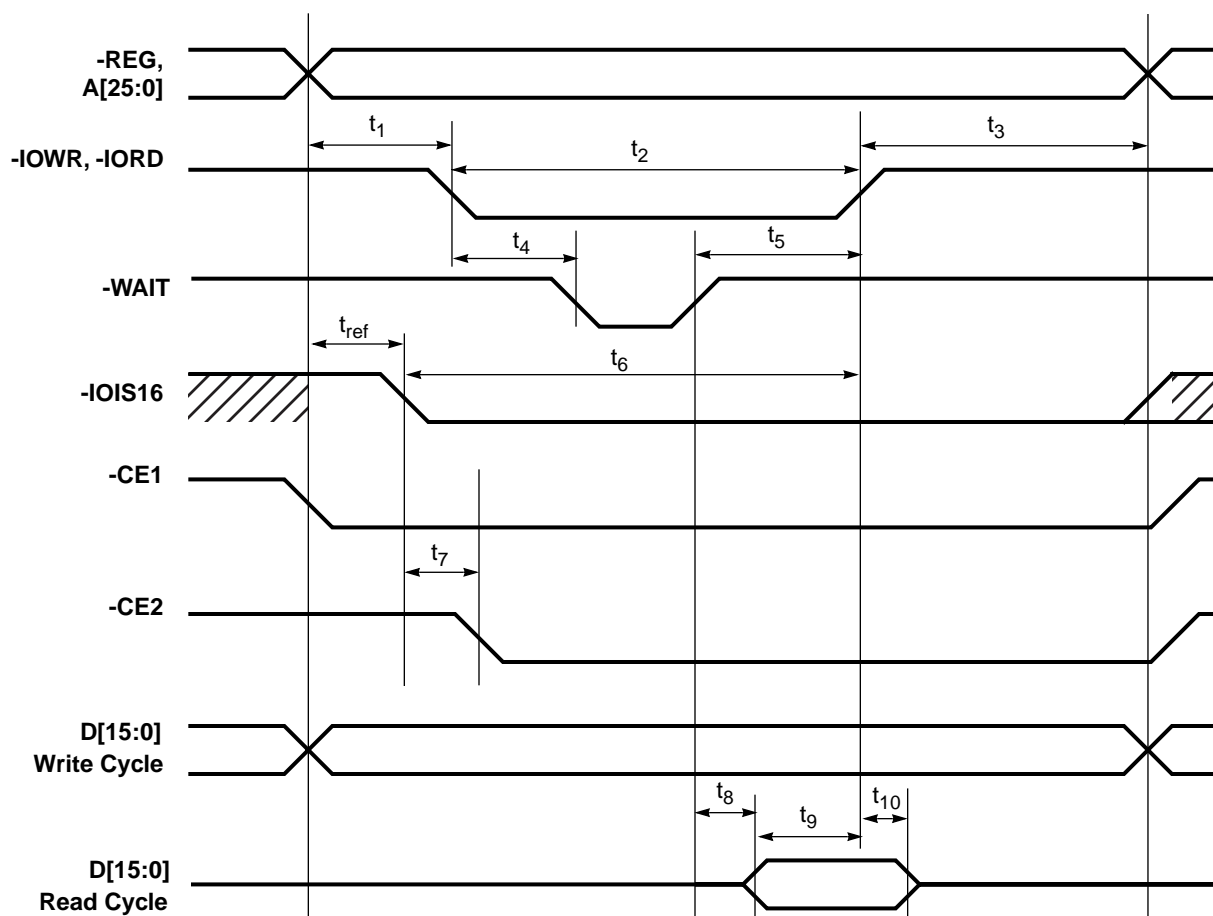 -REG,
A[25:0]
t1
t3
-IOWR, -IORD
t2
t4
t5
-WAIT
tref
t6
-IOIS16
-CE1
t7
-CE2
D[15:0]
Write Cycle
t8
t9
t10
D[15:0]
Read Cycle